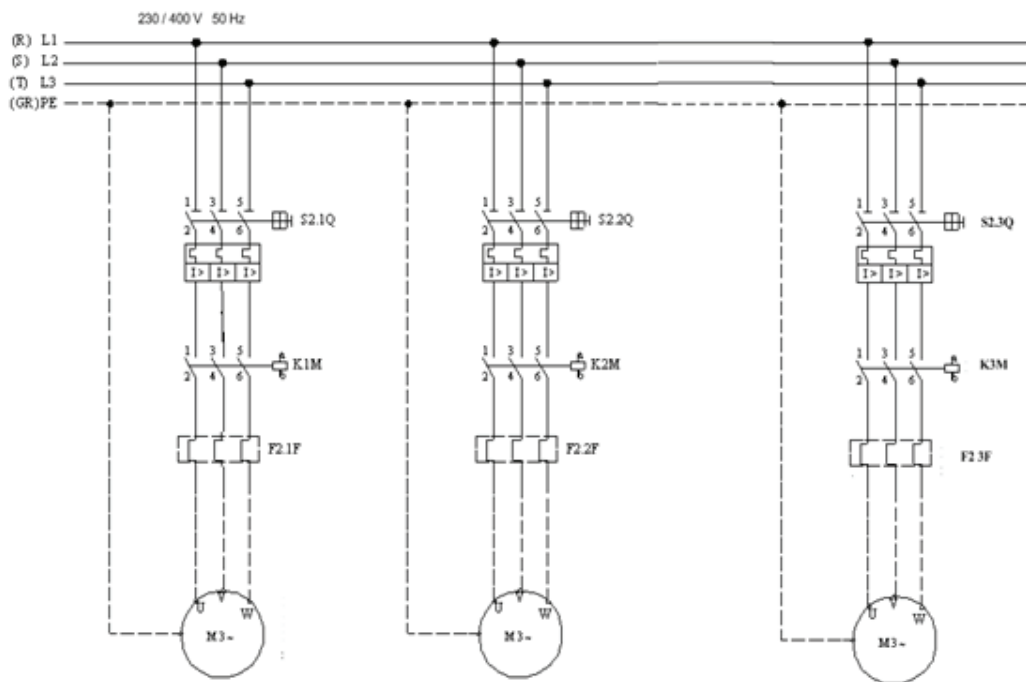 230 / 400 V 50 Hz
(R) L1
(S) L2
(T) L3
(GR)PE
1 3 5
2 4 6
S2.1Q
I> I> I>
1 3 5
2 4 6
S2.2Q
I> I> I>
1 3 5
2 4 6
S2.3Q
I> I> I>
1 3 5
2 4 6
K1M
1 3 5
2 4 6
K2M
1 3 5
2 4 6
K3M
F2.1F
F2.2F
F2.3F
U V W
M3~
U V W
M3~
U V W
M3~